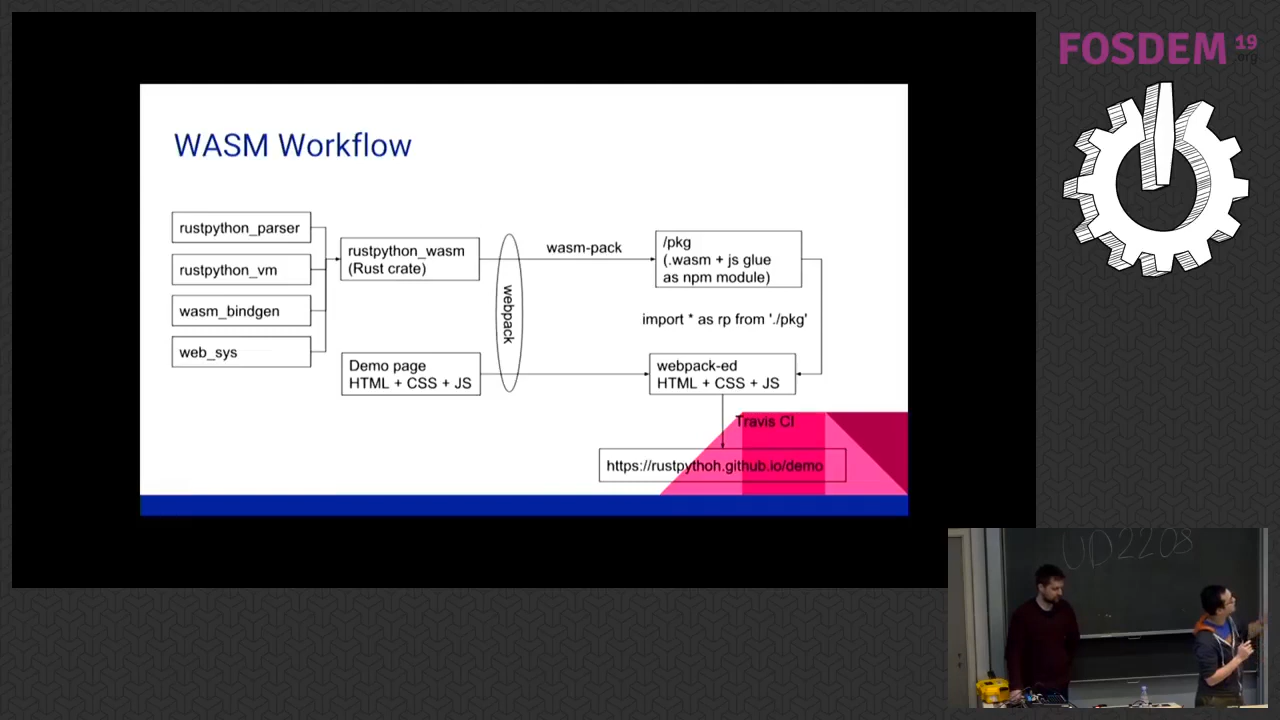 FOSDEM 19
.org
WASM Workflow
rustpython_parser
rustpython_vm
wasm_bindgen
web_sys
rustpython_wasm
(Rust crate)
Demo page
HTML + CSS + JS
webpack
wasm-pack
/pkg
(.wasm + js glue
as npm module)
import * as rp from './pkg'
webpack-ed
HTML + CSS + JS
Travis CI
https://rustpythoh.github.io/demo
UD2208